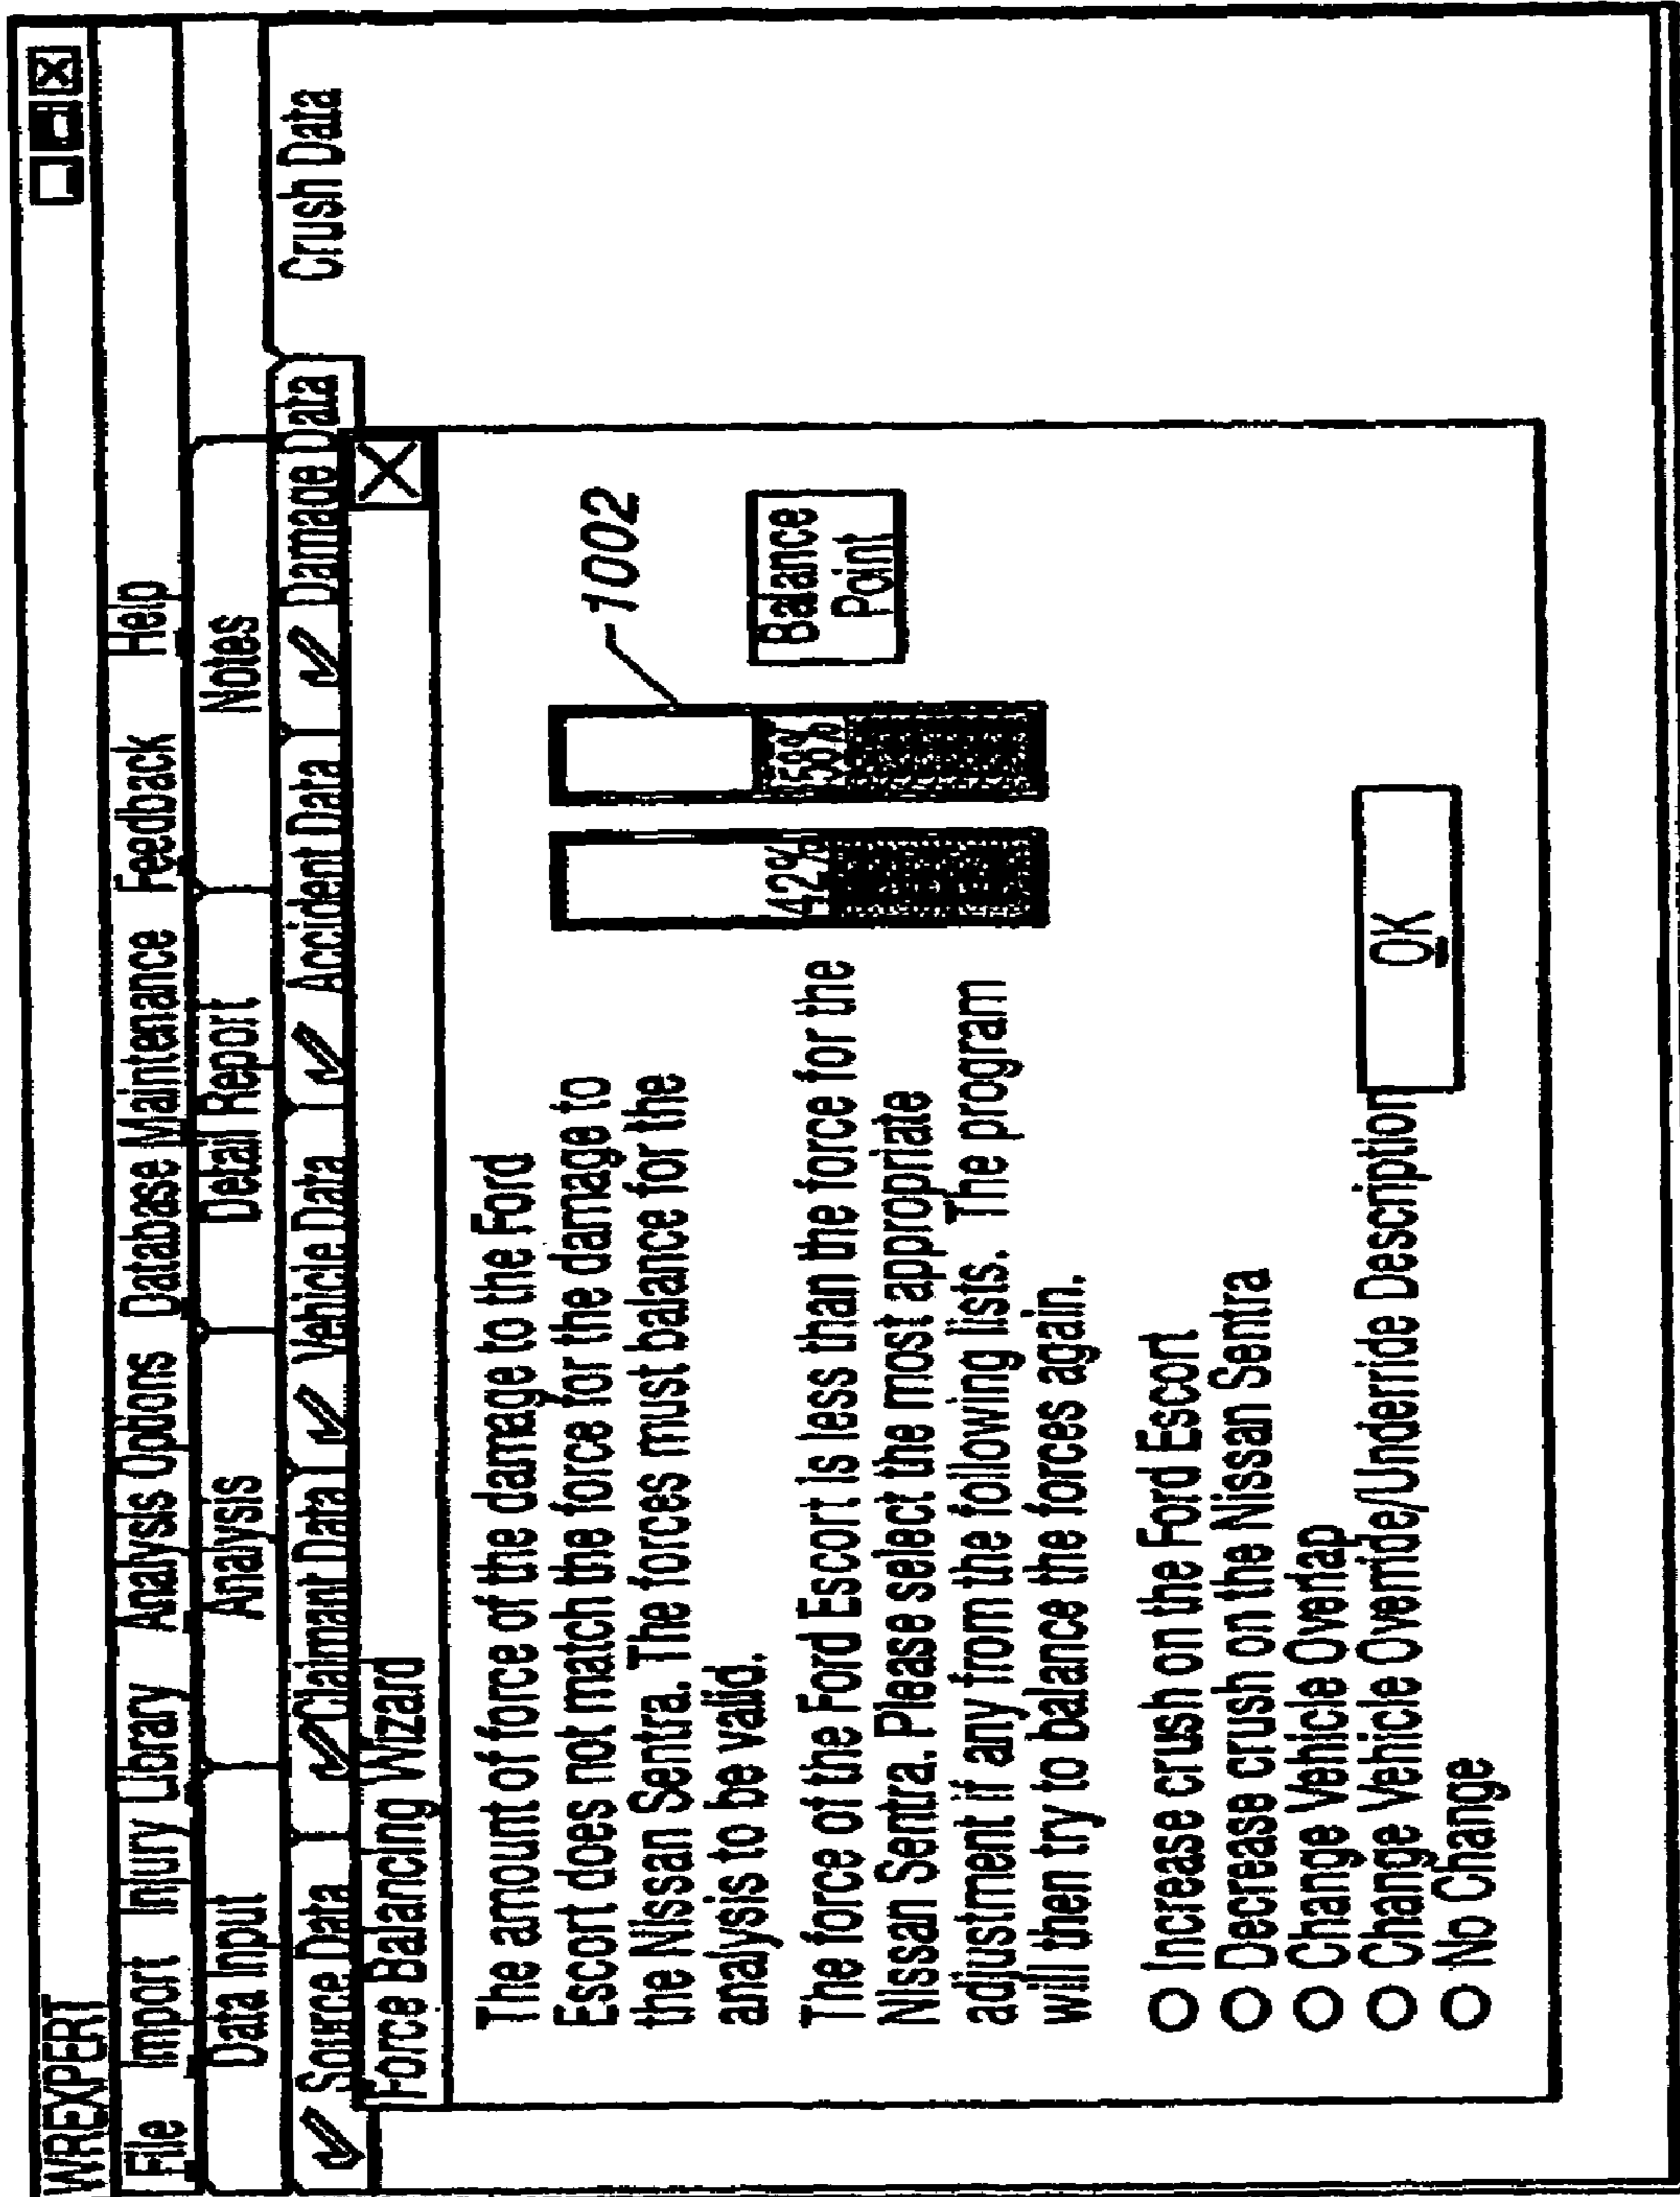 WREXPERT
File Import Injury Library Analysis Options Database Maintenance Feedback Help
Data Input Analysis Detail Report Notes
Source Data Claimant Data Vehicle Data Accident Data Damage Data Crush Data
Force Balancing Wizard
The amount of force of the damage to the Ford
Escort does not match the force for the damage to
the Nissan Sentra. The forces must balance for the
analysis to be valid.
The force of the Ford Escort is less than the force for the
Nissan Sentra. Please select the most appropriate
adjustment if any from the following lists. The program
will then try to balance the forces again.
42% 58%
1002
Balance
Point
Increase crush on the Ford Escort
Decrease crush on the Nissan Sentra
Change Vehicle Overlap
Change Vehicle Override/Underride Description
No Change
OK